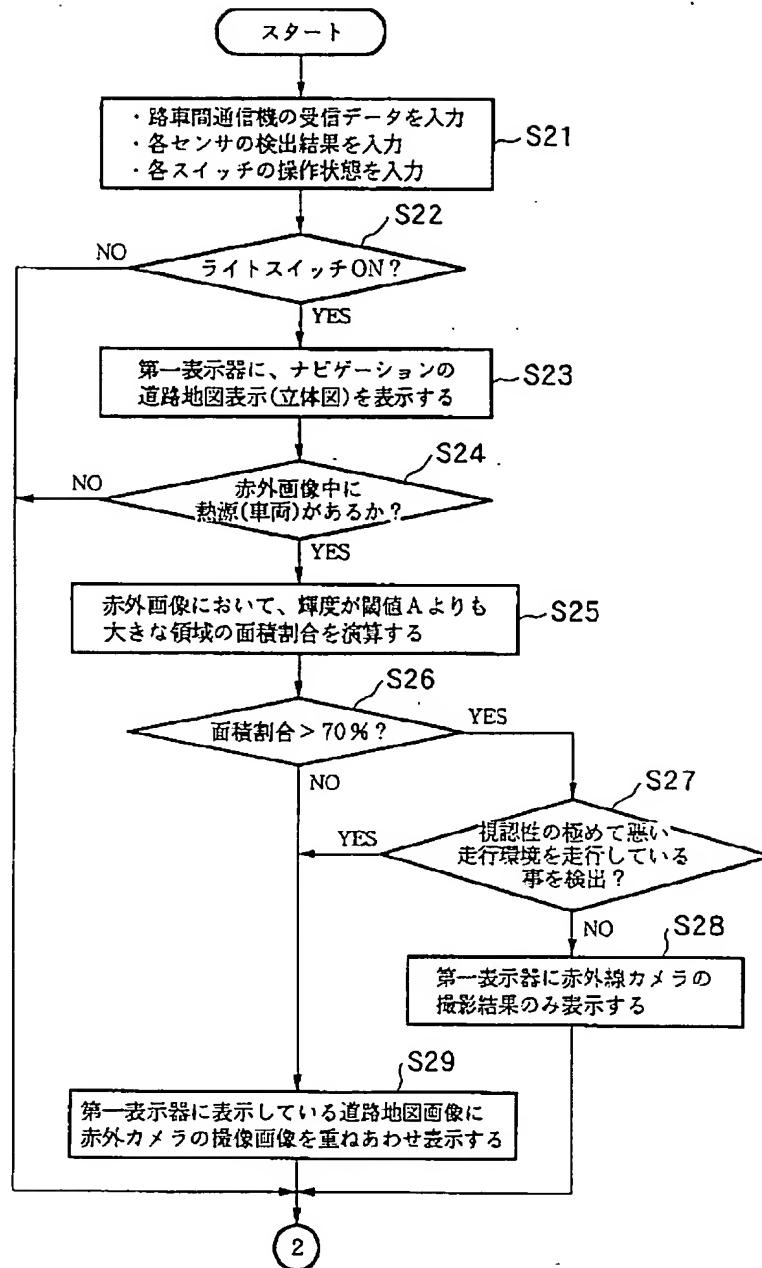 スタート
・路車間通信機の受信データを入力
・各センサの検出結果を入力
・各スイッチの操作状態を入力
S21
S22
NO
ライトスイッチON？
YES
第一表示器に、ナビゲーションの
道路地図表示(立体図)を表示する
S23
S24
NO
赤外画像中に
熱源(車両)があるか？
YES
赤外画像において、輝度が閾値Aよりも
大きな領域の面積割合を演算する
S25
S26
面積割合＞70％？
YES
NO
S27
YES
視認性の極めて悪い
走行環境を走行している
事を検出？
NO
S28
第一表示器に赤外線カメラの
撮影結果のみ表示する
S29
第一表示器に表示している道路地図画像に
赤外カメラの撮像画像を重ねあわせ表示する
2